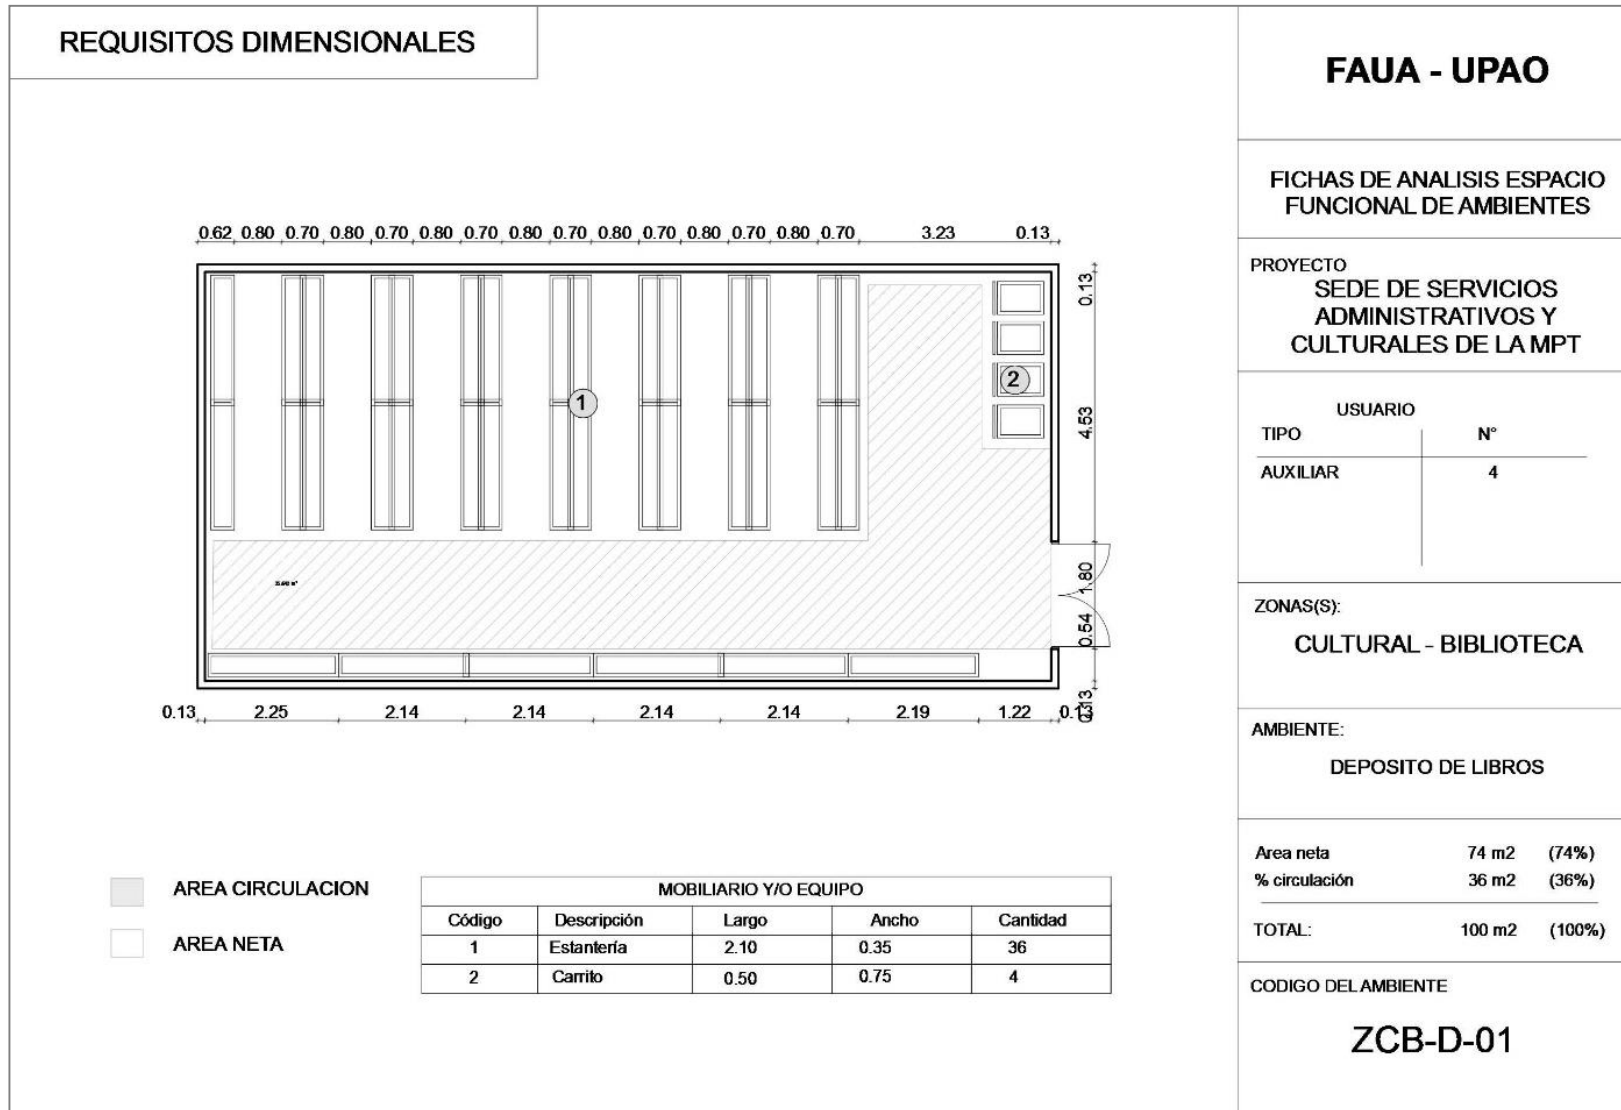 REQUISITOS DIMENSIONALES
0.62 0.80 0.70 0.80 0.70 0.80 0.70 0.80 0.70 0.80 0.70 0.80 0.70 0.80 0.70 3.23 0.13
0.13
4.53
1.80
0.54
0.13
1
2
0.13 2.25 2.14 2.14 2.14 2.14 2.19 1.22 0.13
AREA CIRCULACION
AREA NETA
MOBILIARIO Y/O EQUIPO
Código Descripción Largo Ancho Cantidad
1 Estantería 2.10 0.35 36
2 Carrito 0.50 0.75 4
FAUA - UPAO
FICHAS DE ANALISIS ESPACIO
FUNCIONAL DE AMBIENTES
PROYECTO
SEDE DE SERVICIOS
ADMINISTRATIVOS Y
CULTURALES DE LA MPT
USUARIO
TIPO N°
AUXILIAR 4
ZONAS(S):
CULTURAL - BIBLIOTECA
AMBIENTE:
DEPOSITO DE LIBROS
Area neta 74 m2 (74%)
% circulación 36 m2 (36%)
TOTAL: 100 m2 (100%)
CODIGO DEL AMBIENTE
ZCB-D-01